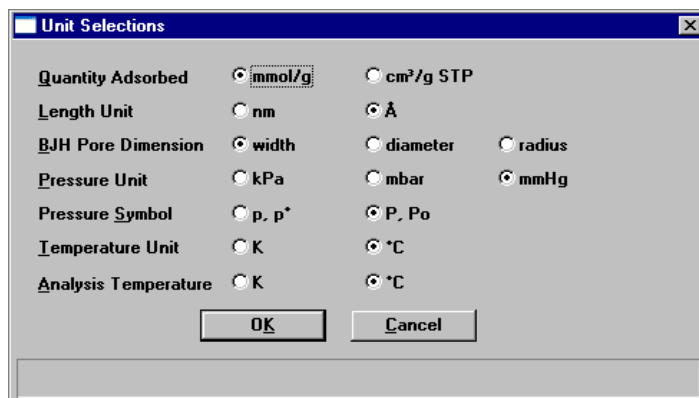 Unit Selections
Quantity Adsorbed mmol/g cm³/g STP
Length Unit nm Å
BJH Pore Dimension width diameter radius
Pressure Unit kPa mbar mmHg
Pressure Symbol p, p° P, Po
Temperature Unit K °C
Analysis Temperature K °C
OK Cancel